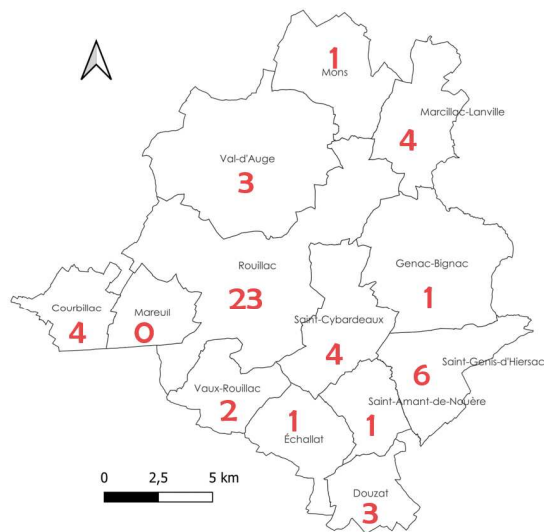 1
Mons
Marcillac-Lanville
4
Val-d'Auge
3
Rouillac
23
Genac-Bignac
1
Courbillac
4
Mareuil
0
Saint-Cybardeaux
4
Saint-Genis-d'Hiersac
6
Vaux-Rouillac
2
1
Échallat
Saint-Amant-de-Nouère
1
Douzat
3
0 2,5 5 km